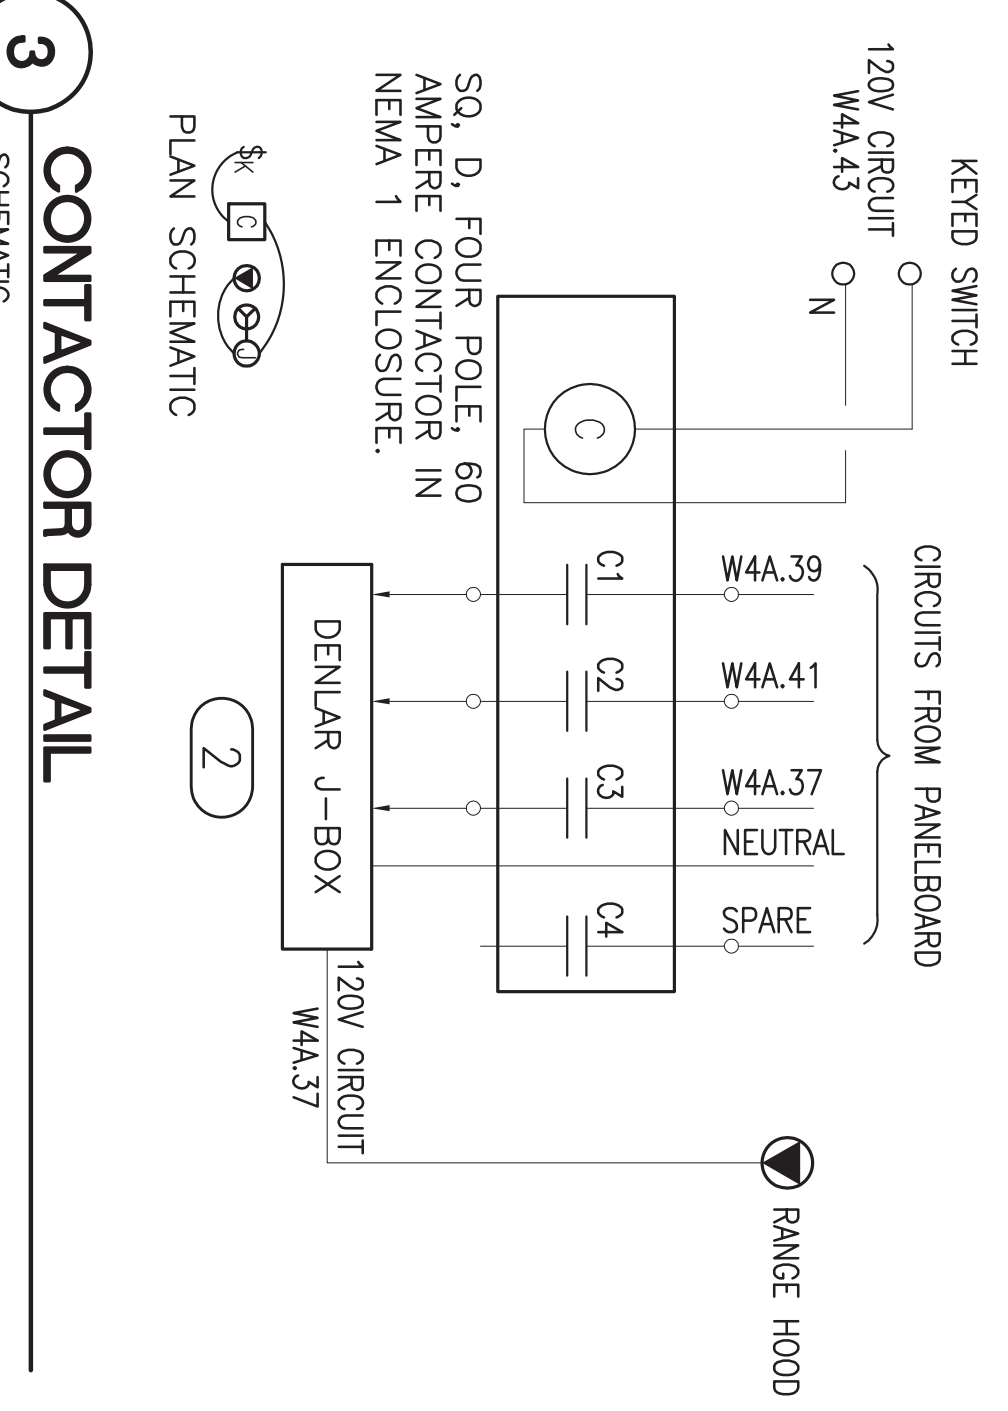 KEYED SWITCH
120V CIRCUIT
W4A.43
N
CIRCUITS FROM PANELBOARD
W4A.39
W4A.41
W4A.37
NEUTRAL
SPARE
C
C1
C2
C3
C4
SQ, D, FOUR POLE, 60
AMPERE CONTACTOR IN
NEMA 1 ENCLOSURE.
DENLAR J-BOX
2
120V CIRCUIT
W4A.37
RANGE HOOD
$K
C
J
PLAN SCHEMATIC
3
CONTACTOR DETAIL
SCHEMATIC